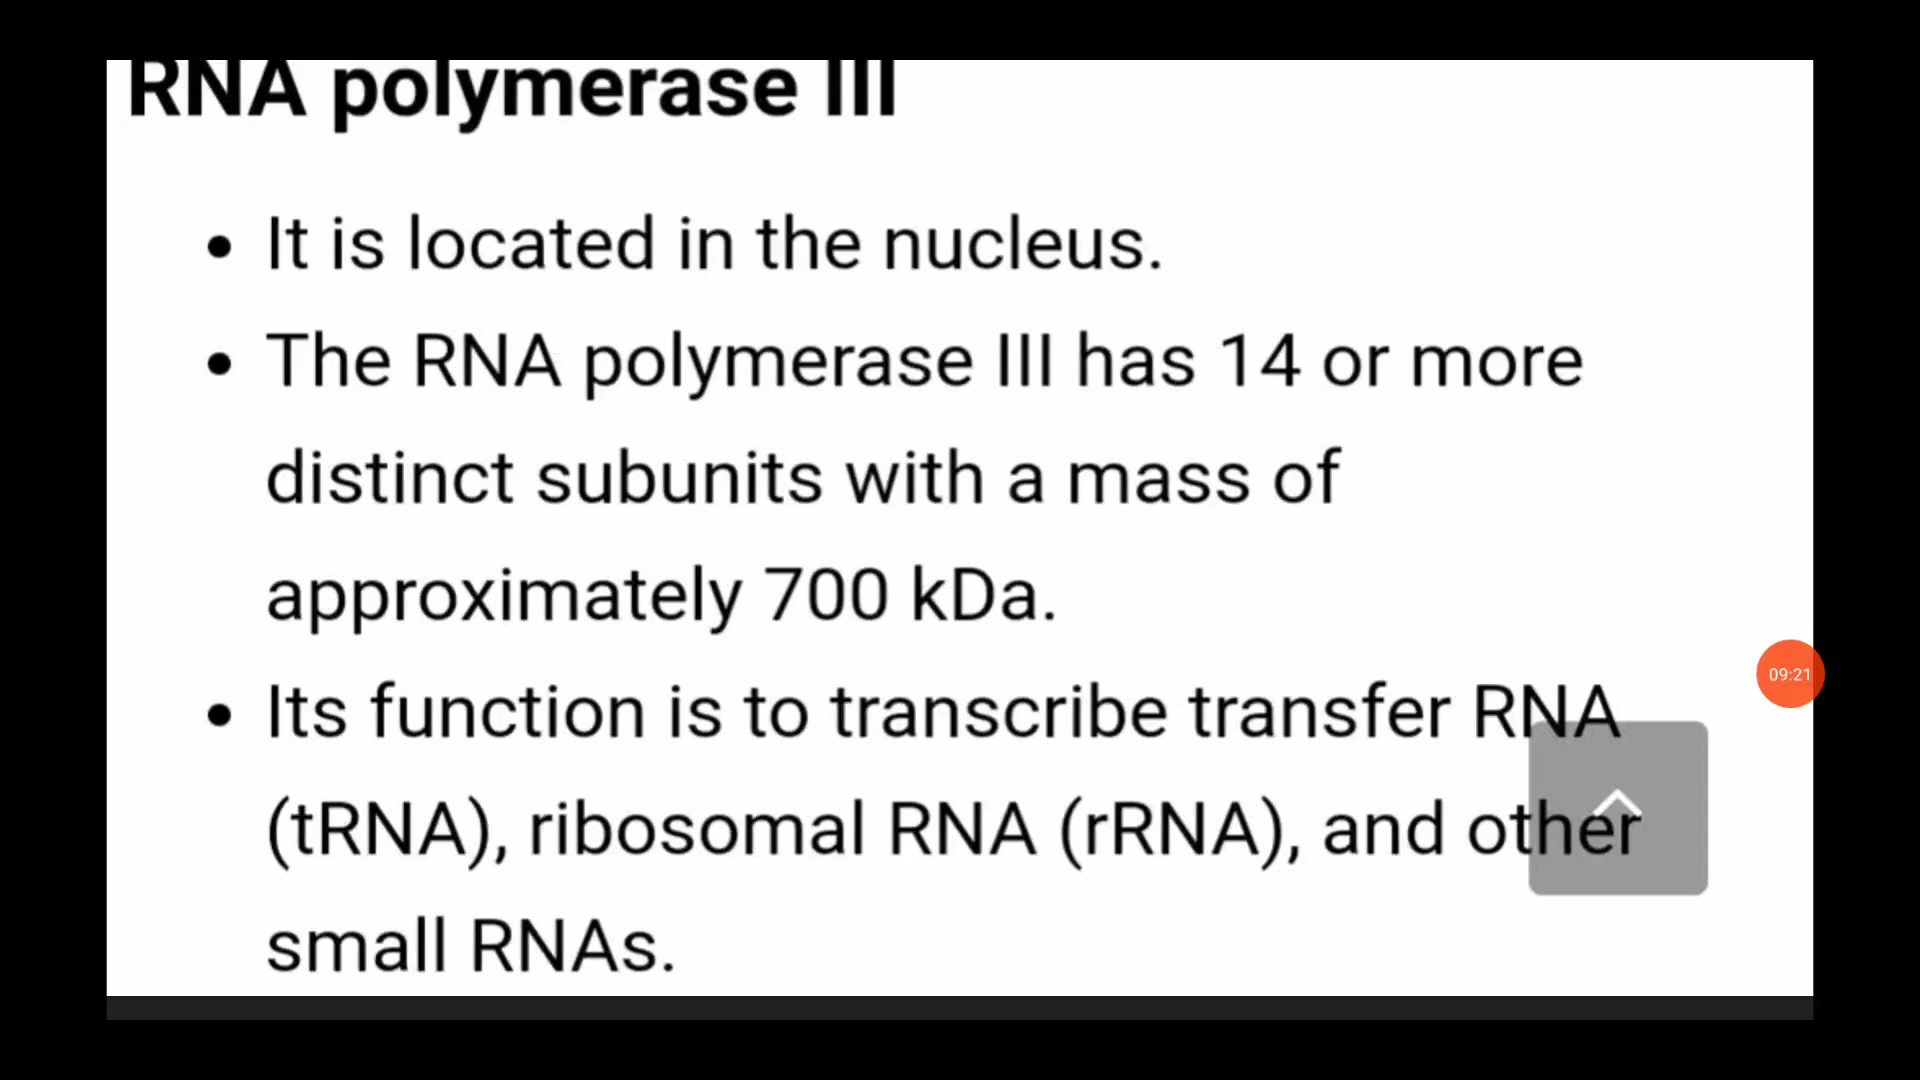 RNA polymerase III
• It is located in the nucleus.
• The RNA polymerase III has 14 or more
distinct subunits with a mass of
approximately 700 kDa.
• Its function is to transcribe transfer RNA
(tRNA), ribosomal RNA (rRNA), and other
small RNAs.
09:21